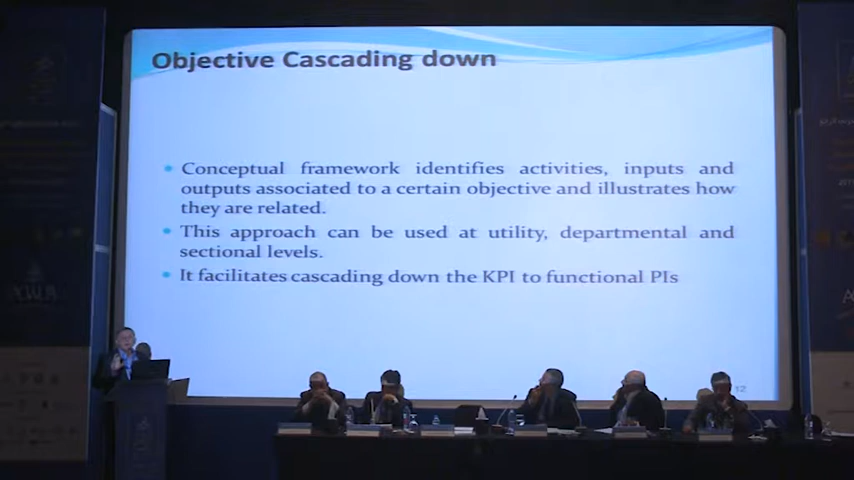 Objective Cascading down
Conceptual framework identifies activities, inputs and
outputs associated to a certain objective and illustrates how
they are related.
This approach can be used at utility, departmental and
sectional levels.
It facilitates cascading down the KPI to functional PIs
12